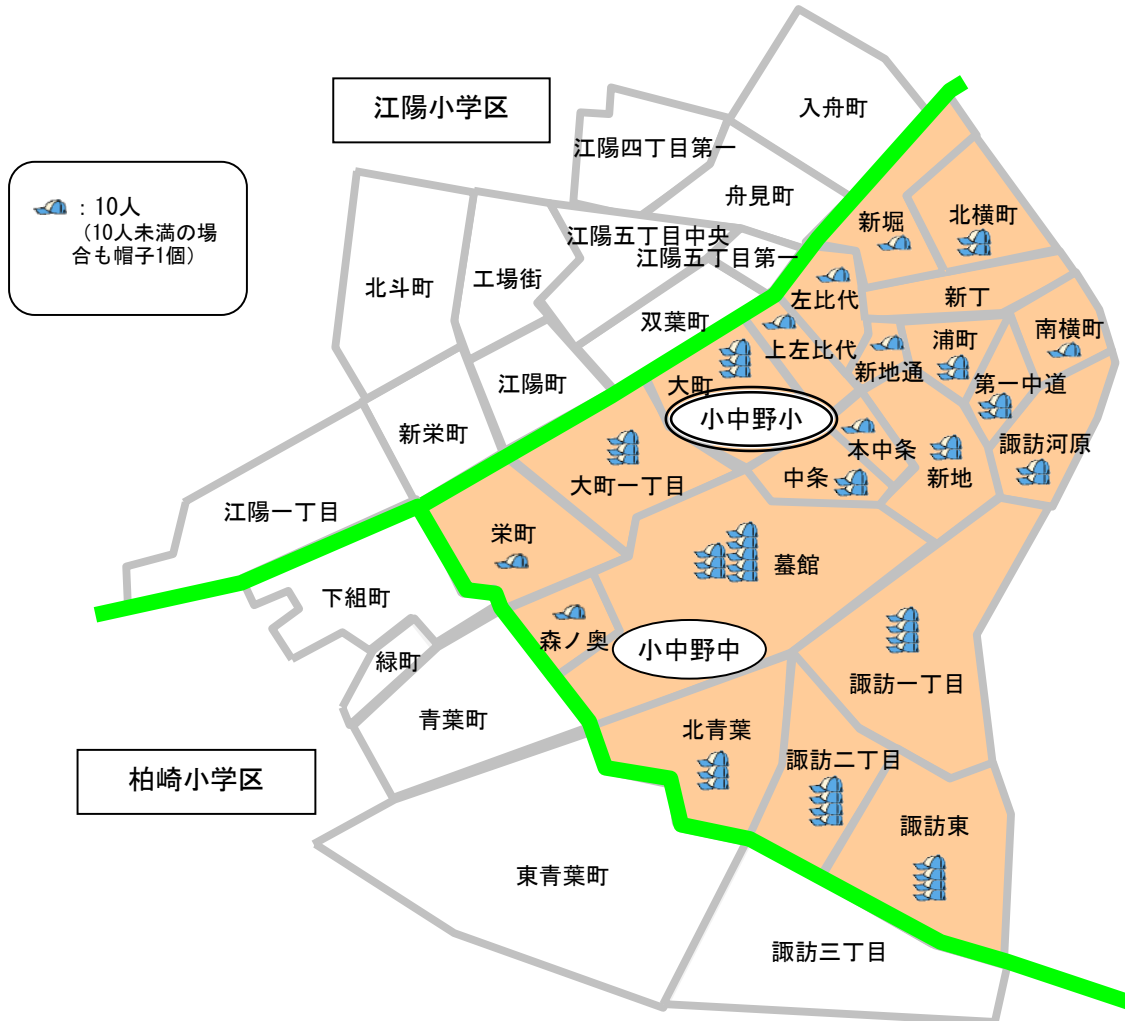 入舟町
江陽小学区
江陽四丁目第一
舟見町
：10人
（10人未満の場
合も帽子1個）
新堀
北横町
江陽五丁目中央
江陽五丁目第一
北斗町
工場街
左比代
新丁
双葉町
上左比代
浦町
南横町
江陽町
大町
新地通
第一中道
小中野小
新栄町
本中条
諏訪河原
大町一丁目
中条
新地
江陽一丁目
栄町
墓館
下組町
森ノ奥
小中野中
緑町
諏訪一丁目
青葉町
北青葉
諏訪二丁目
柏崎小学区
諏訪東
東青葉町
諏訪三丁目